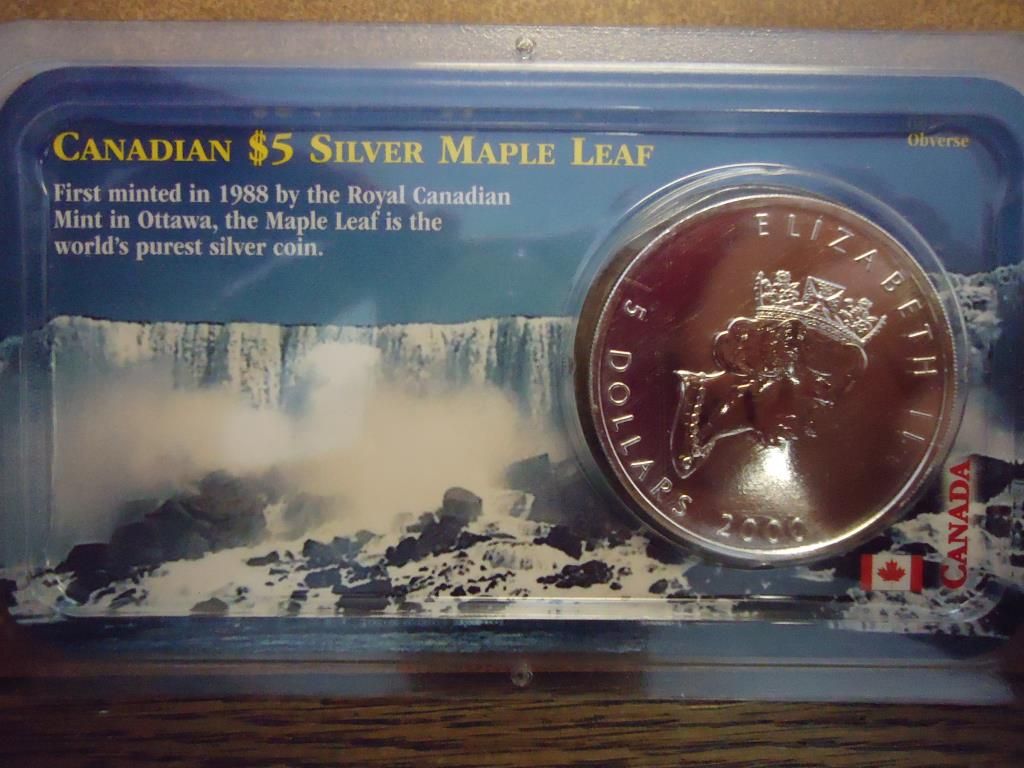 CANADIAN $5 SILVER MAPLE LEAF
Obverse
First minted in 1988 by the Royal Canadian
Mint in Ottawa, the Maple Leaf is the
world's purest silver coin.
ELIZABETH II
5 DOLLARS 2000
CANADA